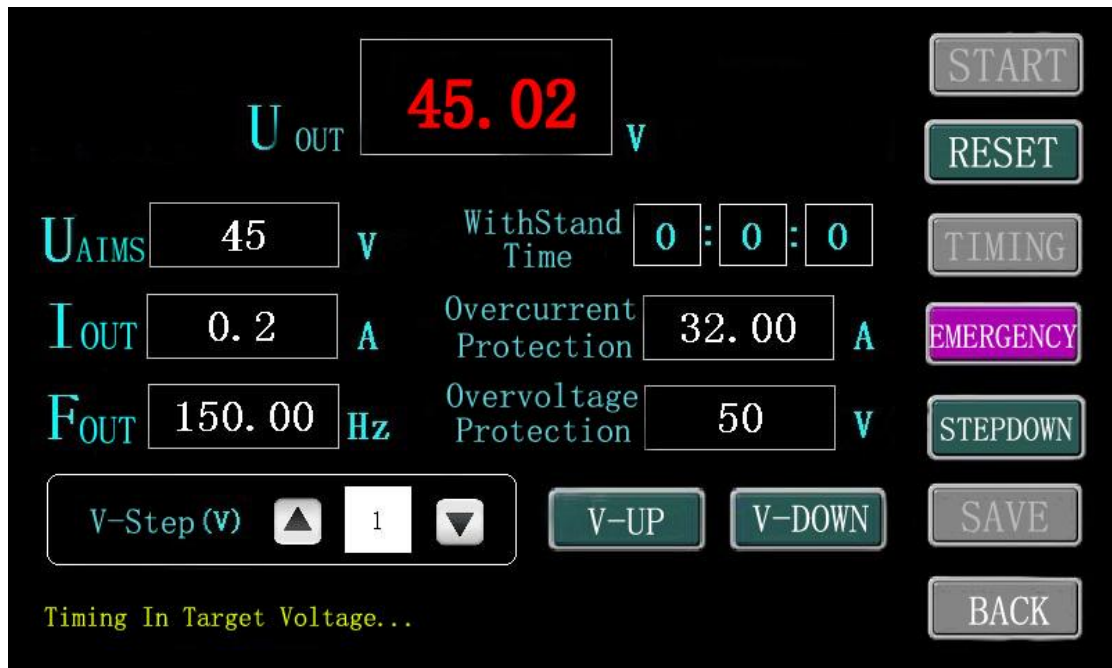 START
U OUT 45.02 V
RESET
UAIMS 45 V
WithStand
Time
0 : 0 : 0
TIMING
IOUT 0.2 A
Overcurrent
Protection
32.00 A
EMERGENCY
FOUT 150.00 Hz
Overvoltage
Protection
50 V
STEPDOWN
V-Step(V) 1
V-UP
V-DOWN
SAVE
Timing In Target Voltage...
BACK